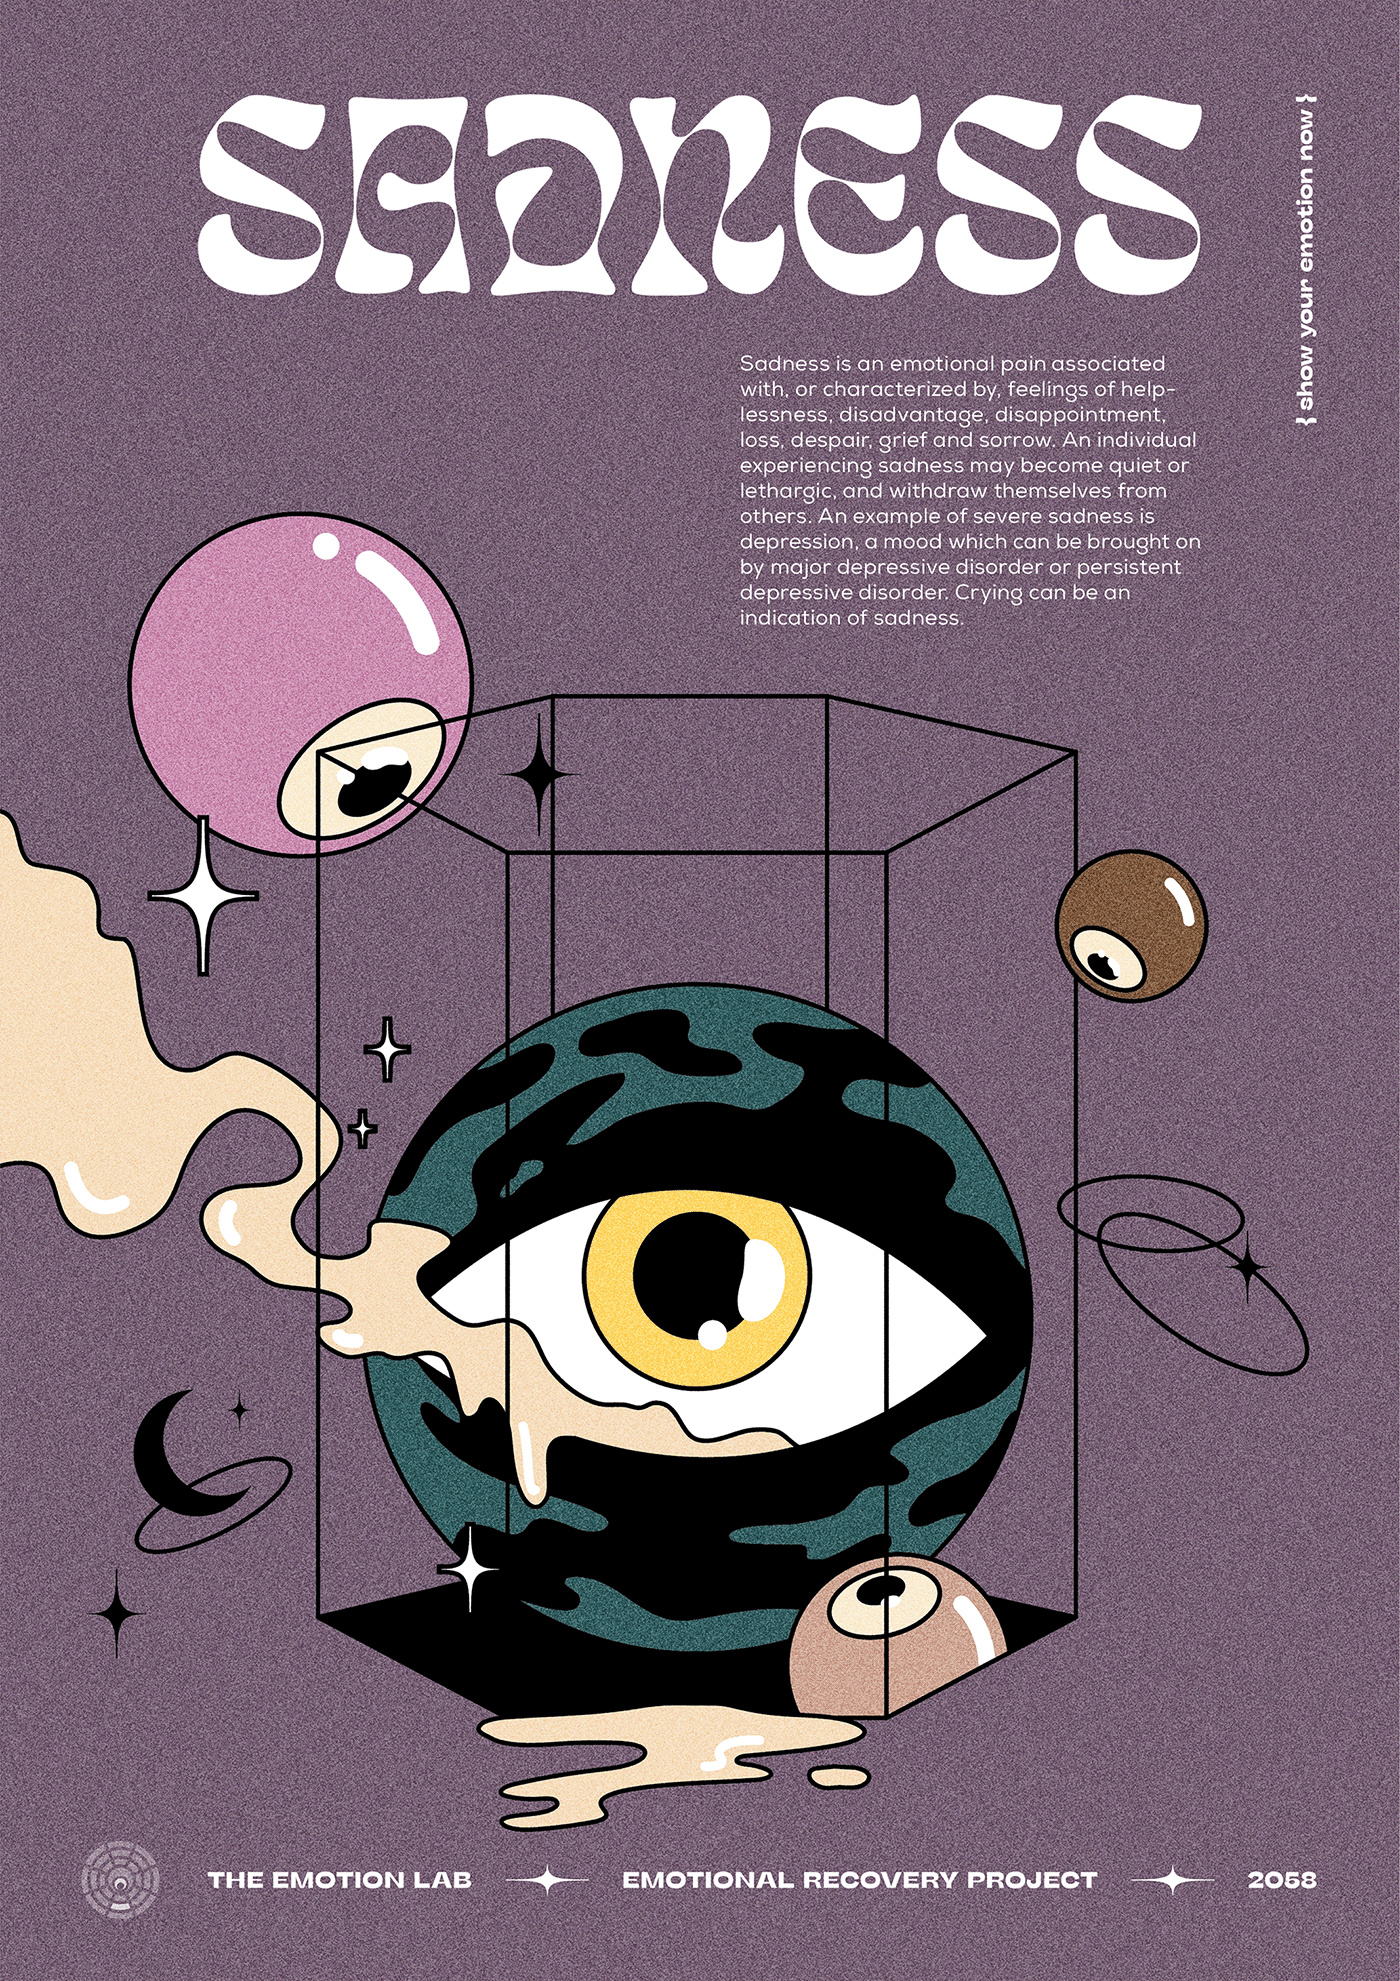 SADNESS
{ show your emotion now }
Sadness is an emotional pain associated
with, or characterized by, feelings of help-
lessness, disadvantage, disappointment,
loss, despair, grief and sorrow. An individual
experiencing sadness may become quiet or
lethargic, and withdraw themselves from
others. An example of severe sadness is
depression, a mood which can be brought on
by major depressive disorder or persistent
depressive disorder. Crying can be an
indication of sadness.
THE EMOTION LAB EMOTIONAL RECOVERY PROJECT 2058